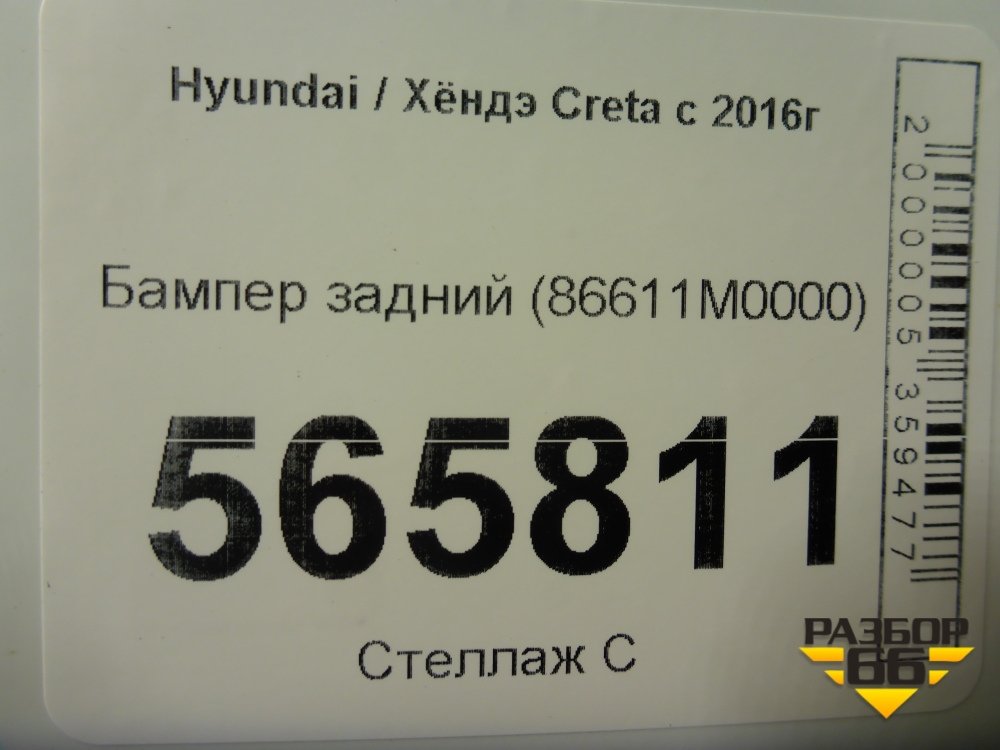 Hyundai / Хёндэ Creta с 2016г
Бампер задний (86611M0000)
565811
Стеллаж С
2000005359477
РАЗБОР
66